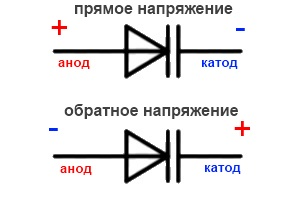 прямое напряжение
+ -
анод катод
обратное напряжение
- +
анод катод